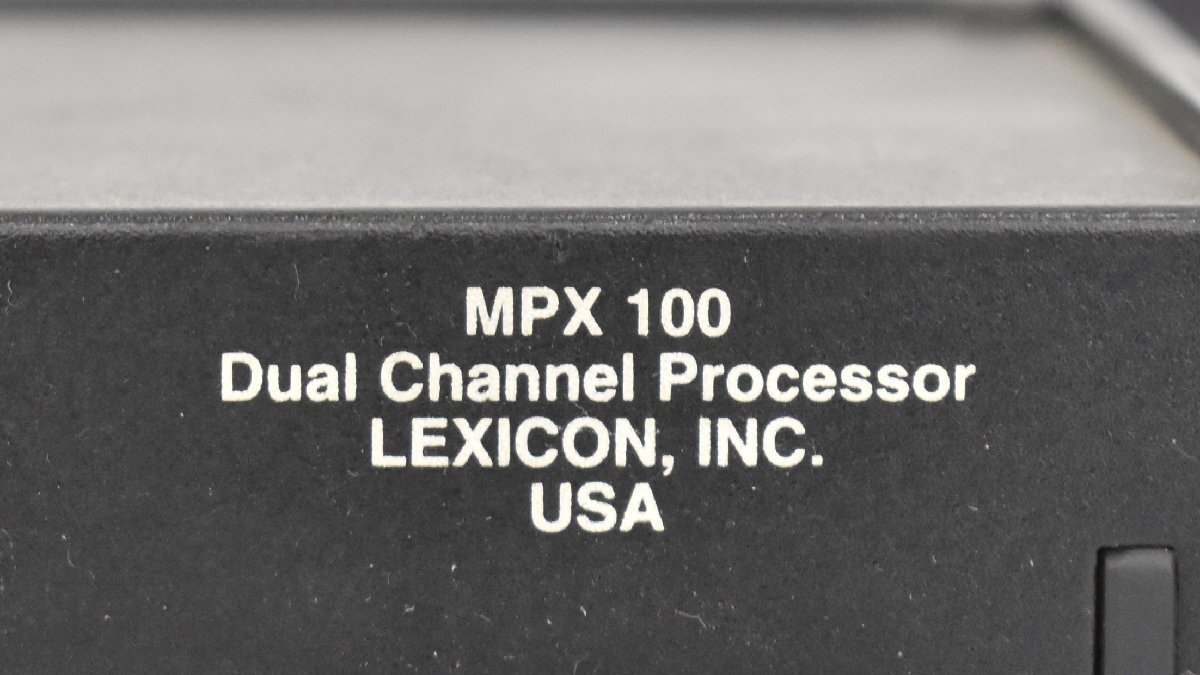 MPX 100
Dual Channel Processor
LEXICON, INC.
USA